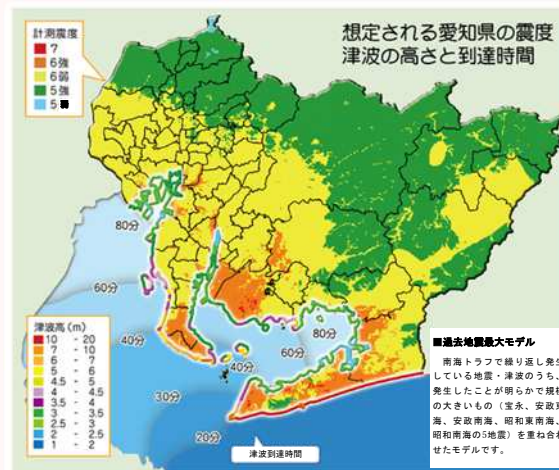 想定される愛知県の震度
津波の高さと到達時間
計測震度
7
6強
6弱
5強
5弱
80分
60分
40分
30分
20分
40分
60分
80分
津波高(m)
10 - 20
7 - 10
6 - 7
5 - 6
4.5 - 5
4 - 4.5
3.5 - 4
3 - 3.5
2.5 - 3
2 - 2.5
1 - 2
津波到達時間
■過去地震最大モデル
南海トラフで繰り返し発生
している地震・津波のうち、
発生したことが明らかで規模
の大きいもの(宝永、安政東
海、安政南海、昭和東南海、
昭和南海の5地震)を重ね合わ
せたモデルです。